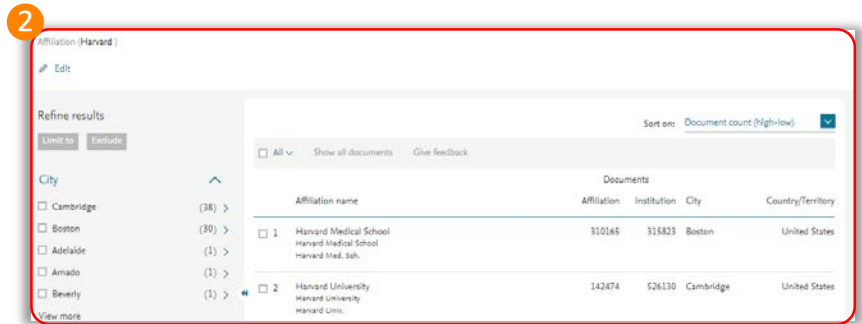 2
Affiliation (Harvard )
Edit
Refine results
Limit to Exclude
City
Cambridge (38)
Boston (30)
Adelaide (1)
Amado (1)
Beverly (1)
View more
Sort on: Document count (high-low)
All Show all documents Give feedback
Documents
Affiliation name Affiliation Institution City Country/Territory
1 Harvard Medical School 310165 315823 Boston United States
Harvard Medical School
Harvard Med. Sch.
2 Harvard University 142474 526130 Cambridge United States
Harvard University
Harvard Univ.